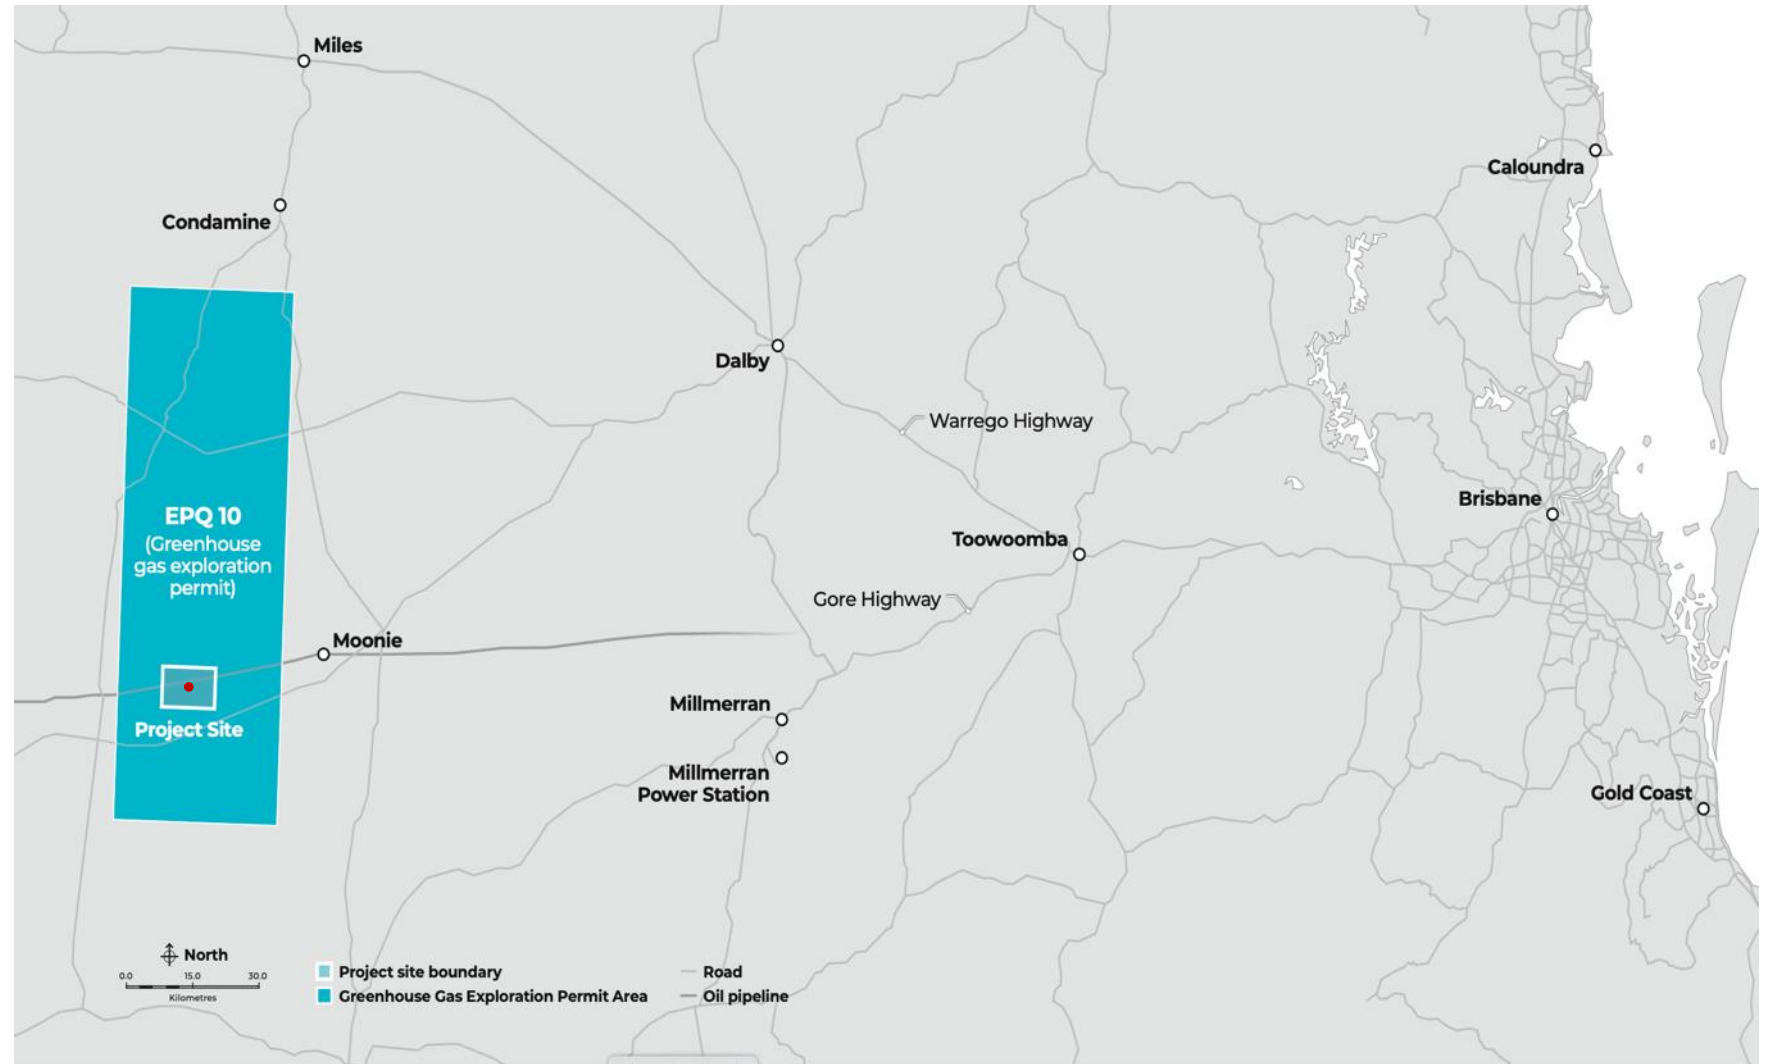 Miles
Condamine
Caloundra
Dalby
Warrego Highway
EPQ 10
(Greenhouse
gas exploration
permit)
Brisbane
Toowoomba
Gore Highway
Moonie
Project Site
Millmerran
Millmerran
Power Station
Gold Coast
North
0.0 15.0 30.0
Kilometres
Project site boundary
Greenhouse Gas Exploration Permit Area
Road
Oil pipeline